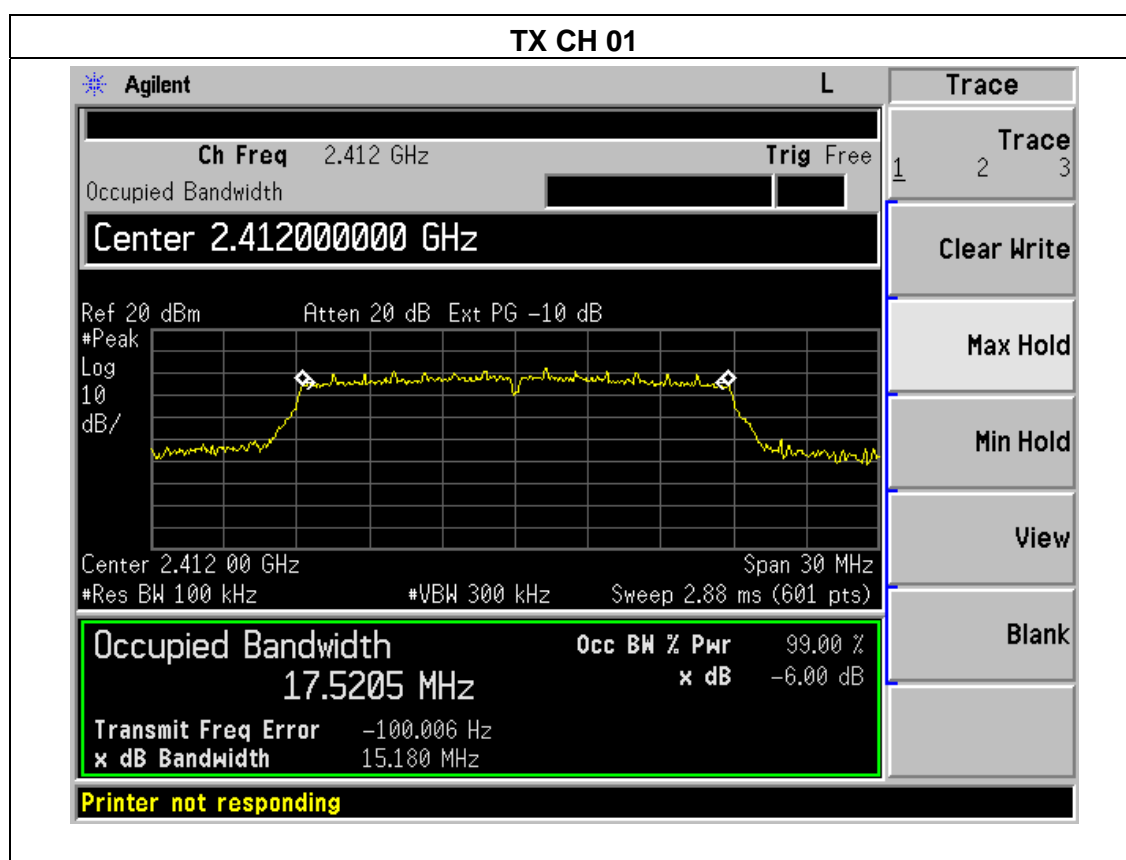 TX CH 01
Agilent L Trace
Ch Freq 2.412 GHz Trig Free
Occupied Bandwidth
Center 2.412000000 GHz
Ref 20 dBm Atten 20 dB Ext PG −10 dB
#Peak
Log
10
dB/
Center 2.412 00 GHz Span 30 MHz
#Res BW 100 kHz #VBW 300 kHz Sweep 2.88 ms (601 pts)
Occupied Bandwidth
17.5205 MHz
Occ BW % Pwr 99.00 %
x dB −6.00 dB
Transmit Freq Error −100.006 Hz
x dB Bandwidth 15.180 MHz
Printer not responding
Trace
1 2 3
Clear Write
Max Hold
Min Hold
View
Blank